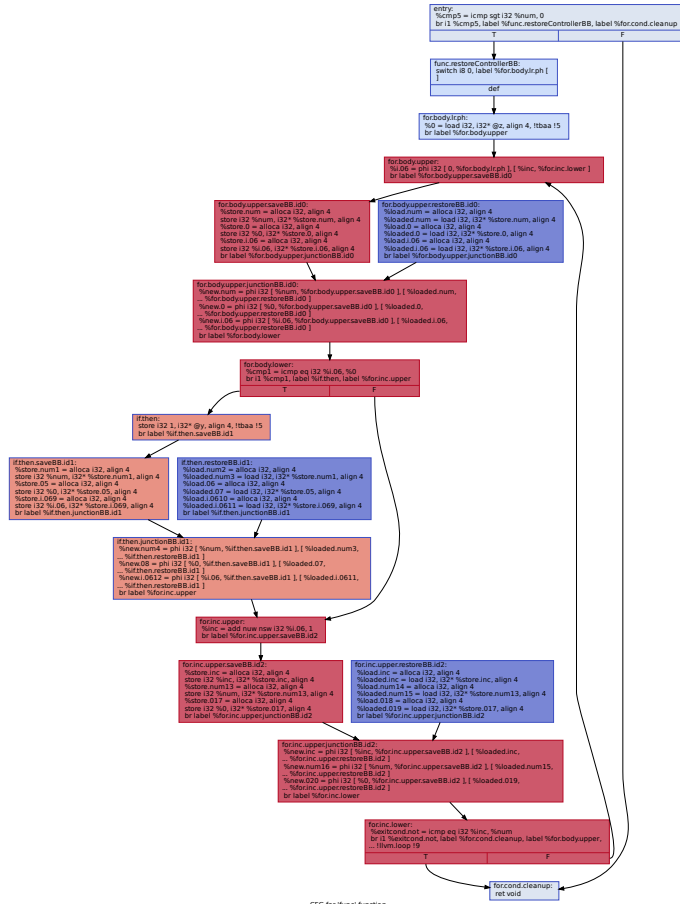 entry:
%cmp5 = icmp sgt i32 %num, 0
br i1 %cmp5, label %func.restoreControllerBB, label %for.cond.cleanup
T F
func.restoreControllerBB:
switch i8 0, label %for.body.lr.ph [
]
def
for.body.lr.ph:
%0 = load i32, i32* @z, align 4, !tbaa !5
br label %for.body.upper
for.body.upper:
%i.06 = phi i32 [ 0, %for.body.lr.ph ], [ %inc, %for.inc.lower ]
br label %for.body.upper.saveBB.id0
for.body.upper.saveBB.id0:
%store.num = alloca i32, align 4
store i32 %num, i32* %store.num, align 4
%store.0 = alloca i32, align 4
store i32 %0, i32* %store.0, align 4
%store.i.06 = alloca i32, align 4
store i32 %i.06, i32* %store.i.06, align 4
br label %for.body.upper.junctionBB.id0
for.body.upper.restoreBB.id0:
%load.num = alloca i32, align 4
%loaded.num = load i32, i32* %store.num, align 4
%load.0 = alloca i32, align 4
%loaded.0 = load i32, i32* %store.0, align 4
%load.i.06 = alloca i32, align 4
%loaded.i.06 = load i32, i32* %store.i.06, align 4
br label %for.body.upper.junctionBB.id0
for.body.upper.junctionBB.id0:
%new.num = phi i32 [ %num, %for.body.upper.saveBB.id0 ], [ %loaded.num,
... %for.body.upper.restoreBB.id0 ]
%new.0 = phi i32 [ %0, %for.body.upper.saveBB.id0 ], [ %loaded.0,
... %for.body.upper.restoreBB.id0 ]
%new.i.06 = phi i32 [ %i.06, %for.body.upper.saveBB.id0 ], [ %loaded.i.06,
... %for.body.upper.restoreBB.id0 ]
br label %for.body.lower
for.body.lower:
%cmp1 = icmp eq i32 %i.06, %0
br i1 %cmp1, label %if.then, label %for.inc.upper
T F
if.then:
store i32 1, i32* @y, align 4, !tbaa !5
br label %if.then.saveBB.id1
if.then.saveBB.id1:
%store.num1 = alloca i32, align 4
store i32 %num, i32* %store.num1, align 4
%store.05 = alloca i32, align 4
store i32 %0, i32* %store.05, align 4
%store.i.069 = alloca i32, align 4
store i32 %i.06, i32* %store.i.069, align 4
br label %if.then.junctionBB.id1
if.then.restoreBB.id1:
%load.num2 = alloca i32, align 4
%loaded.num3 = load i32, i32* %store.num1, align 4
%load.06 = alloca i32, align 4
%loaded.07 = load i32, i32* %store.05, align 4
%load.i.0610 = alloca i32, align 4
%loaded.i.0611 = load i32, i32* %store.i.069, align 4
br label %if.then.junctionBB.id1
if.then.junctionBB.id1:
%new.num4 = phi i32 [ %num, %if.then.saveBB.id1 ], [ %loaded.num3,
... %if.then.restoreBB.id1 ]
%new.08 = phi i32 [ %0, %if.then.saveBB.id1 ], [ %loaded.07,
... %if.then.restoreBB.id1 ]
%new.i.0612 = phi i32 [ %i.06, %if.then.saveBB.id1 ], [ %loaded.i.0611,
... %if.then.restoreBB.id1 ]
br label %for.inc.upper
for.inc.upper:
%inc = add nuw nsw i32 %i.06, 1
br label %for.inc.upper.saveBB.id2
for.inc.upper.saveBB.id2:
%store.inc = alloca i32, align 4
store i32 %inc, i32* %store.inc, align 4
%store.num13 = alloca i32, align 4
store i32 %num, i32* %store.num13, align 4
%store.017 = alloca i32, align 4
store i32 %0, i32* %store.017, align 4
br label %for.inc.upper.junctionBB.id2
for.inc.upper.restoreBB.id2:
%load.inc = alloca i32, align 4
%loaded.inc = load i32, i32* %store.inc, align 4
%load.num14 = alloca i32, align 4
%loaded.num15 = load i32, i32* %store.num13, align 4
%load.018 = alloca i32, align 4
%loaded.019 = load i32, i32* %store.017, align 4
br label %for.inc.upper.junctionBB.id2
for.inc.upper.junctionBB.id2:
%new.inc = phi i32 [ %inc, %for.inc.upper.saveBB.id2 ], [ %loaded.inc,
... %for.inc.upper.restoreBB.id2 ]
%new.num16 = phi i32 [ %num, %for.inc.upper.saveBB.id2 ], [ %loaded.num15,
... %for.inc.upper.restoreBB.id2 ]
%new.020 = phi i32 [ %0, %for.inc.upper.saveBB.id2 ], [ %loaded.019,
... %for.inc.upper.restoreBB.id2 ]
br label %for.inc.lower
for.inc.lower:
%exitcond.not = icmp eq i32 %inc, %num
br i1 %exitcond.not, label %for.cond.cleanup, label %for.body.upper,
... !llvm.loop !9
T F
for.cond.cleanup:
ret void